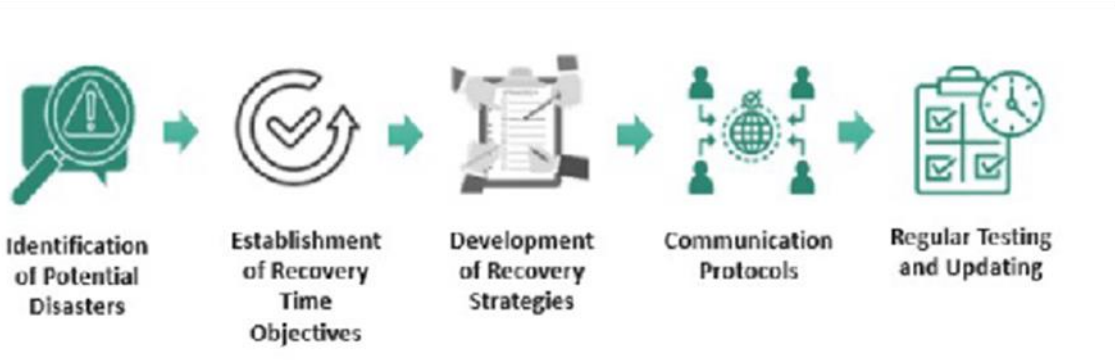 Identification
of Potential
Disasters
Establishment
of Recovery
Time
Objectives
Development
of Recovery
Strategies
Communication
Protocols
Regular Testing
and Updating